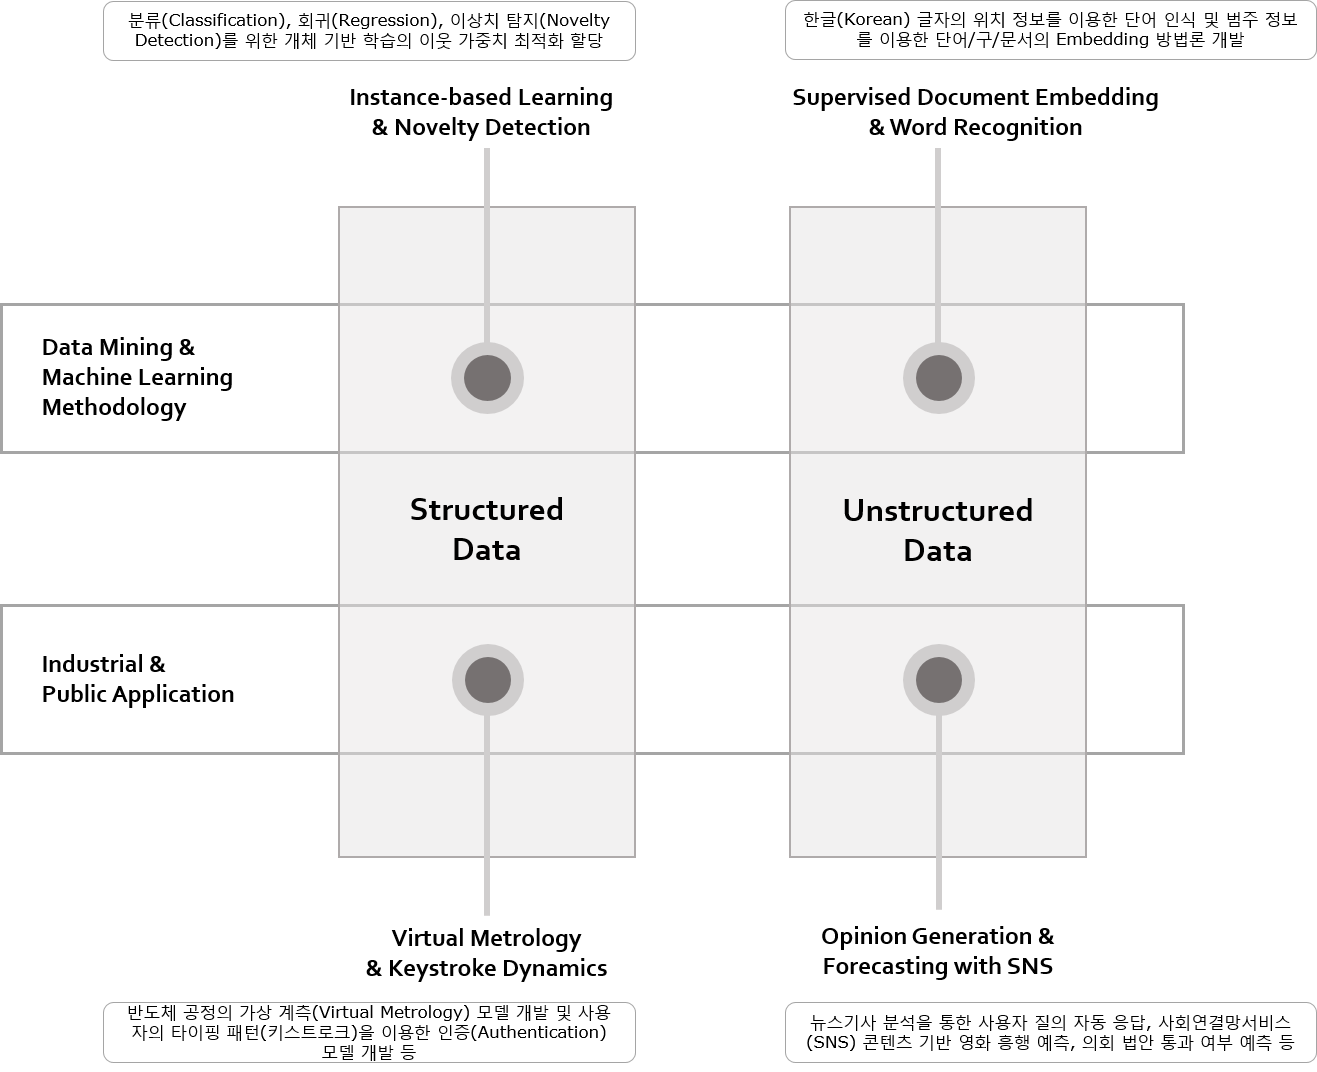 분류(Classification), 회귀(Regression), 이상치 탐지(Novelty
Detection)를 위한 개체 기반 학습의 이웃 가중치 최적화 할당
한글(Korean) 글자의 위치 정보를 이용한 단어 인식 및 범주 정보
를 이용한 단어/구/문서의 Embedding 방법론 개발
Instance-based Learning
& Novelty Detection
Supervised Document Embedding
& Word Recognition
Data Mining &
Machine Learning
Methodology
Structured
Data
Unstructured
Data
Industrial &
Public Application
Virtual Metrology
& Keystroke Dynamics
Opinion Generation &
Forecasting with SNS
반도체 공정의 가상 계측(Virtual Metrology) 모델 개발 및 사용
자의 타이핑 패턴(키스트로크)을 이용한 인증(Authentication)
모델 개발 등
뉴스기사 분석을 통한 사용자 질의 자동 응답, 사회연결망서비스
(SNS) 콘텐츠 기반 영화 흥행 예측, 의회 법안 통과 여부 예측 등